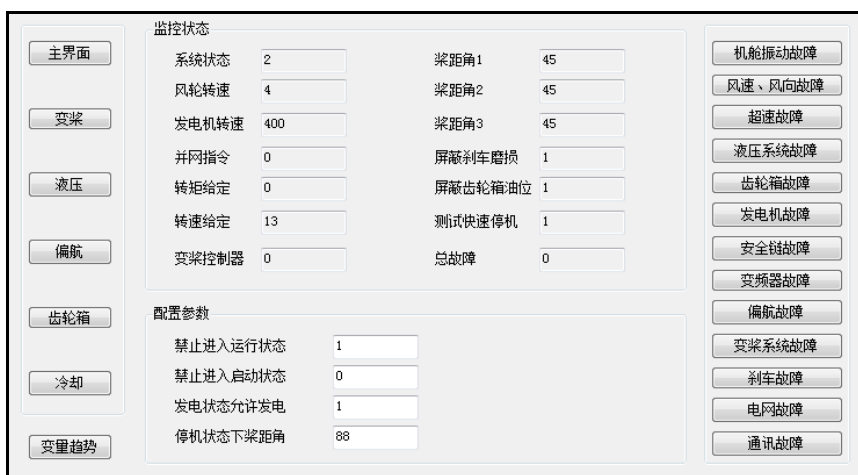 监控状态
主界面
变桨
液压
偏航
齿轮箱
冷却
变量趋势
系统状态 2 桨距角1 45
风轮转速 4 桨距角2 45
发电机转速 400 桨距角3 45
并网指令 0 屏蔽刹车磨损 1
转矩给定 0 屏蔽齿轮箱油位 1
转速给定 13 测试快速停机 1
变桨控制器 0 总故障 0
配置参数
禁止进入运行状态 1
禁止进入启动状态 0
发电状态允许发电 1
停机状态下桨距角 88
机舱振动故障
风速、风向故障
超速故障
液压系统故障
齿轮箱故障
发电机故障
安全链故障
变频器故障
偏航故障
变桨系统故障
刹车故障
电网故障
通讯故障